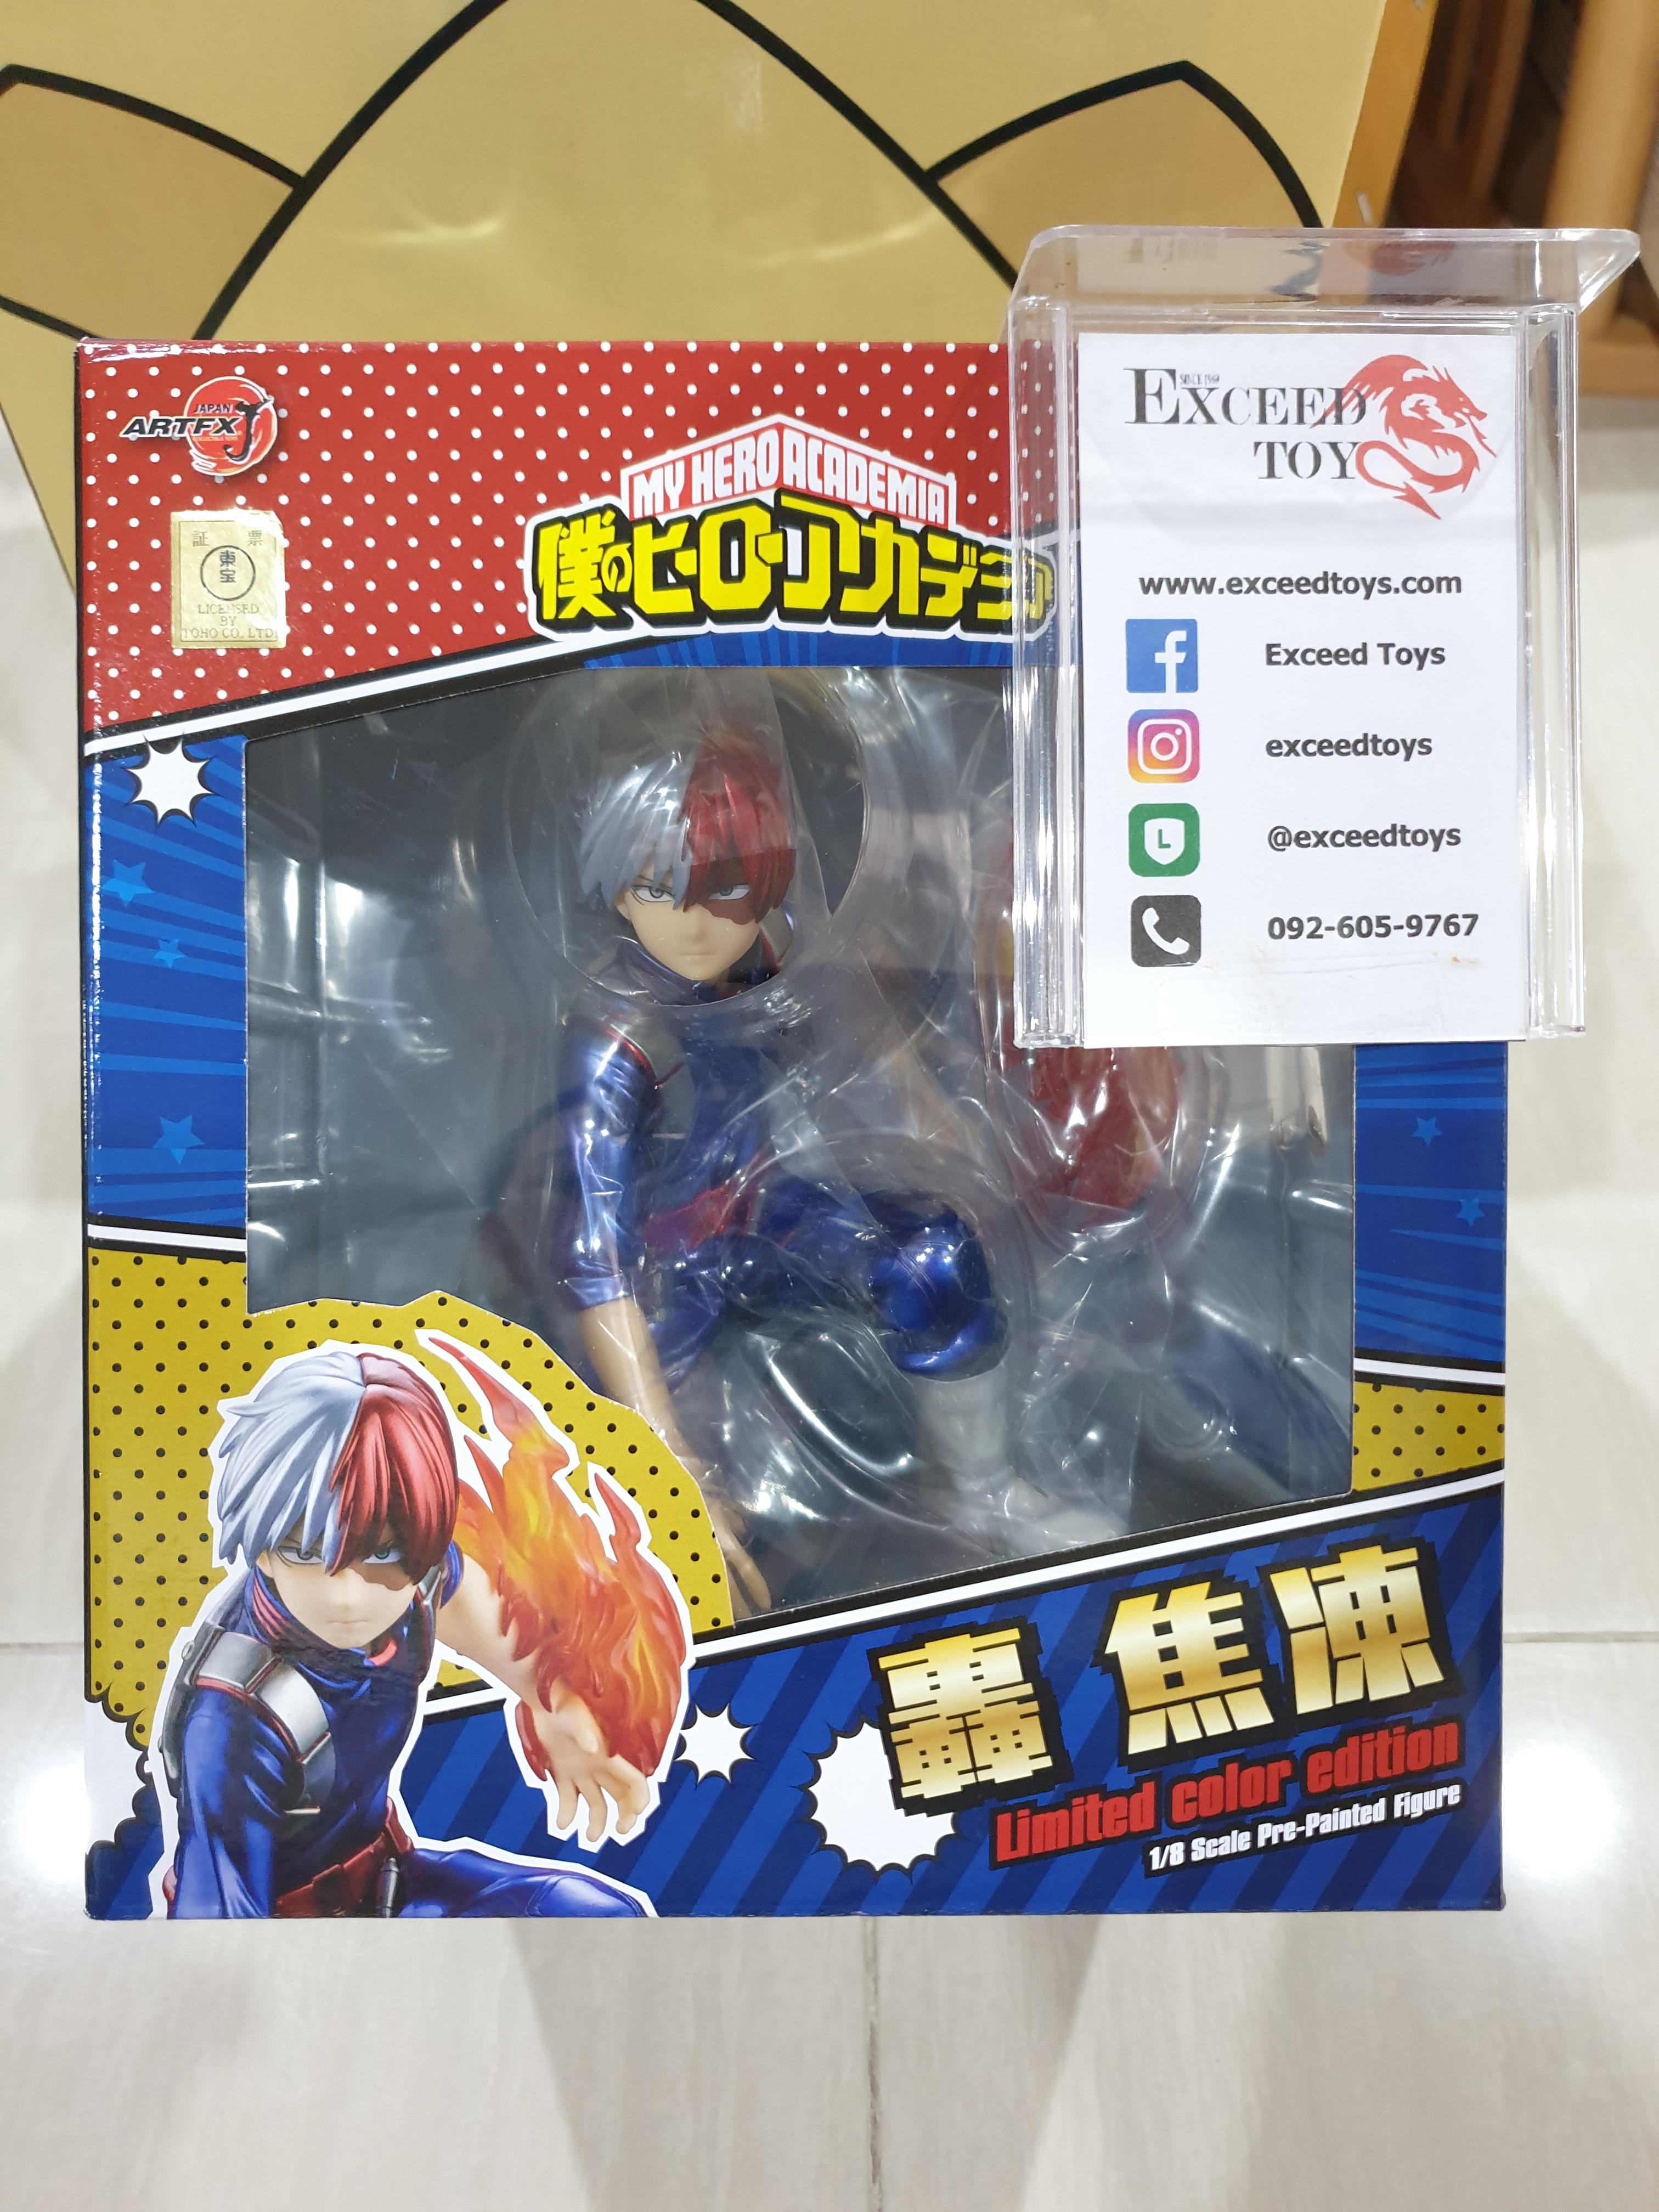 JAPAN
ARTFX J
証 票
東宝
LICENSED
BY
TOHO CO., LTD.
MY HERO ACADEMIA
僕のヒーローアカデミア
SINCE 1989
EXCEED
TOY
www.exceedtoys.com
Exceed Toys
exceedtoys
L
@exceedtoys
092-605-9767
轟 焦凍
Limited color edition
1/8 Scale Pre-Painted Figure